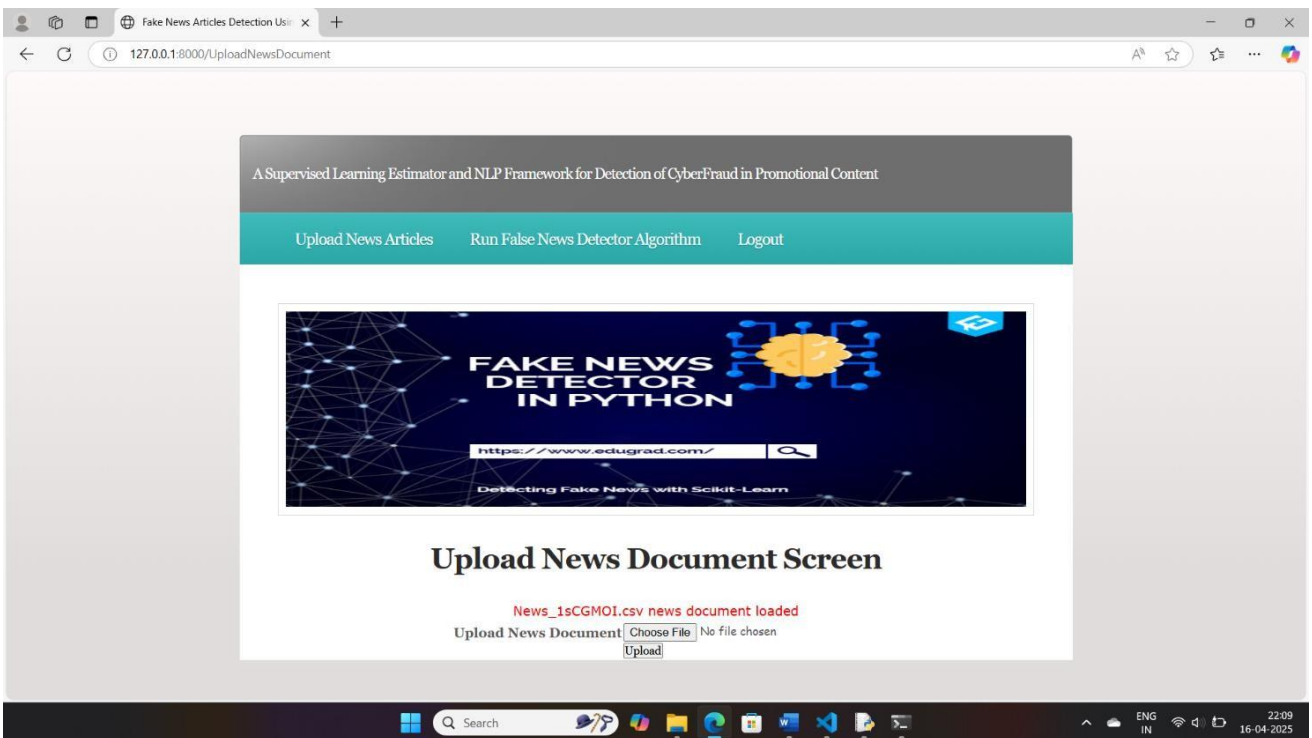 Fake News Articles Detection Usin
127.0.0.1:8000/UploadNewsDocument
A Supervised Learning Estimator and NLP Framework for Detection of CyberFraud in Promotional Content
Upload News Articles Run False News Detector Algorithm Logout
FAKE NEWS
DETECTOR
IN PYTHON
https://www.edugrad.com/
Detecting Fake News with Scikit-Learn
Upload News Document Screen
News_1sCGMOI.csv news document loaded
Upload News Document Choose File No file chosen
Upload
Search
ENG
IN
22:09
16-04-2025